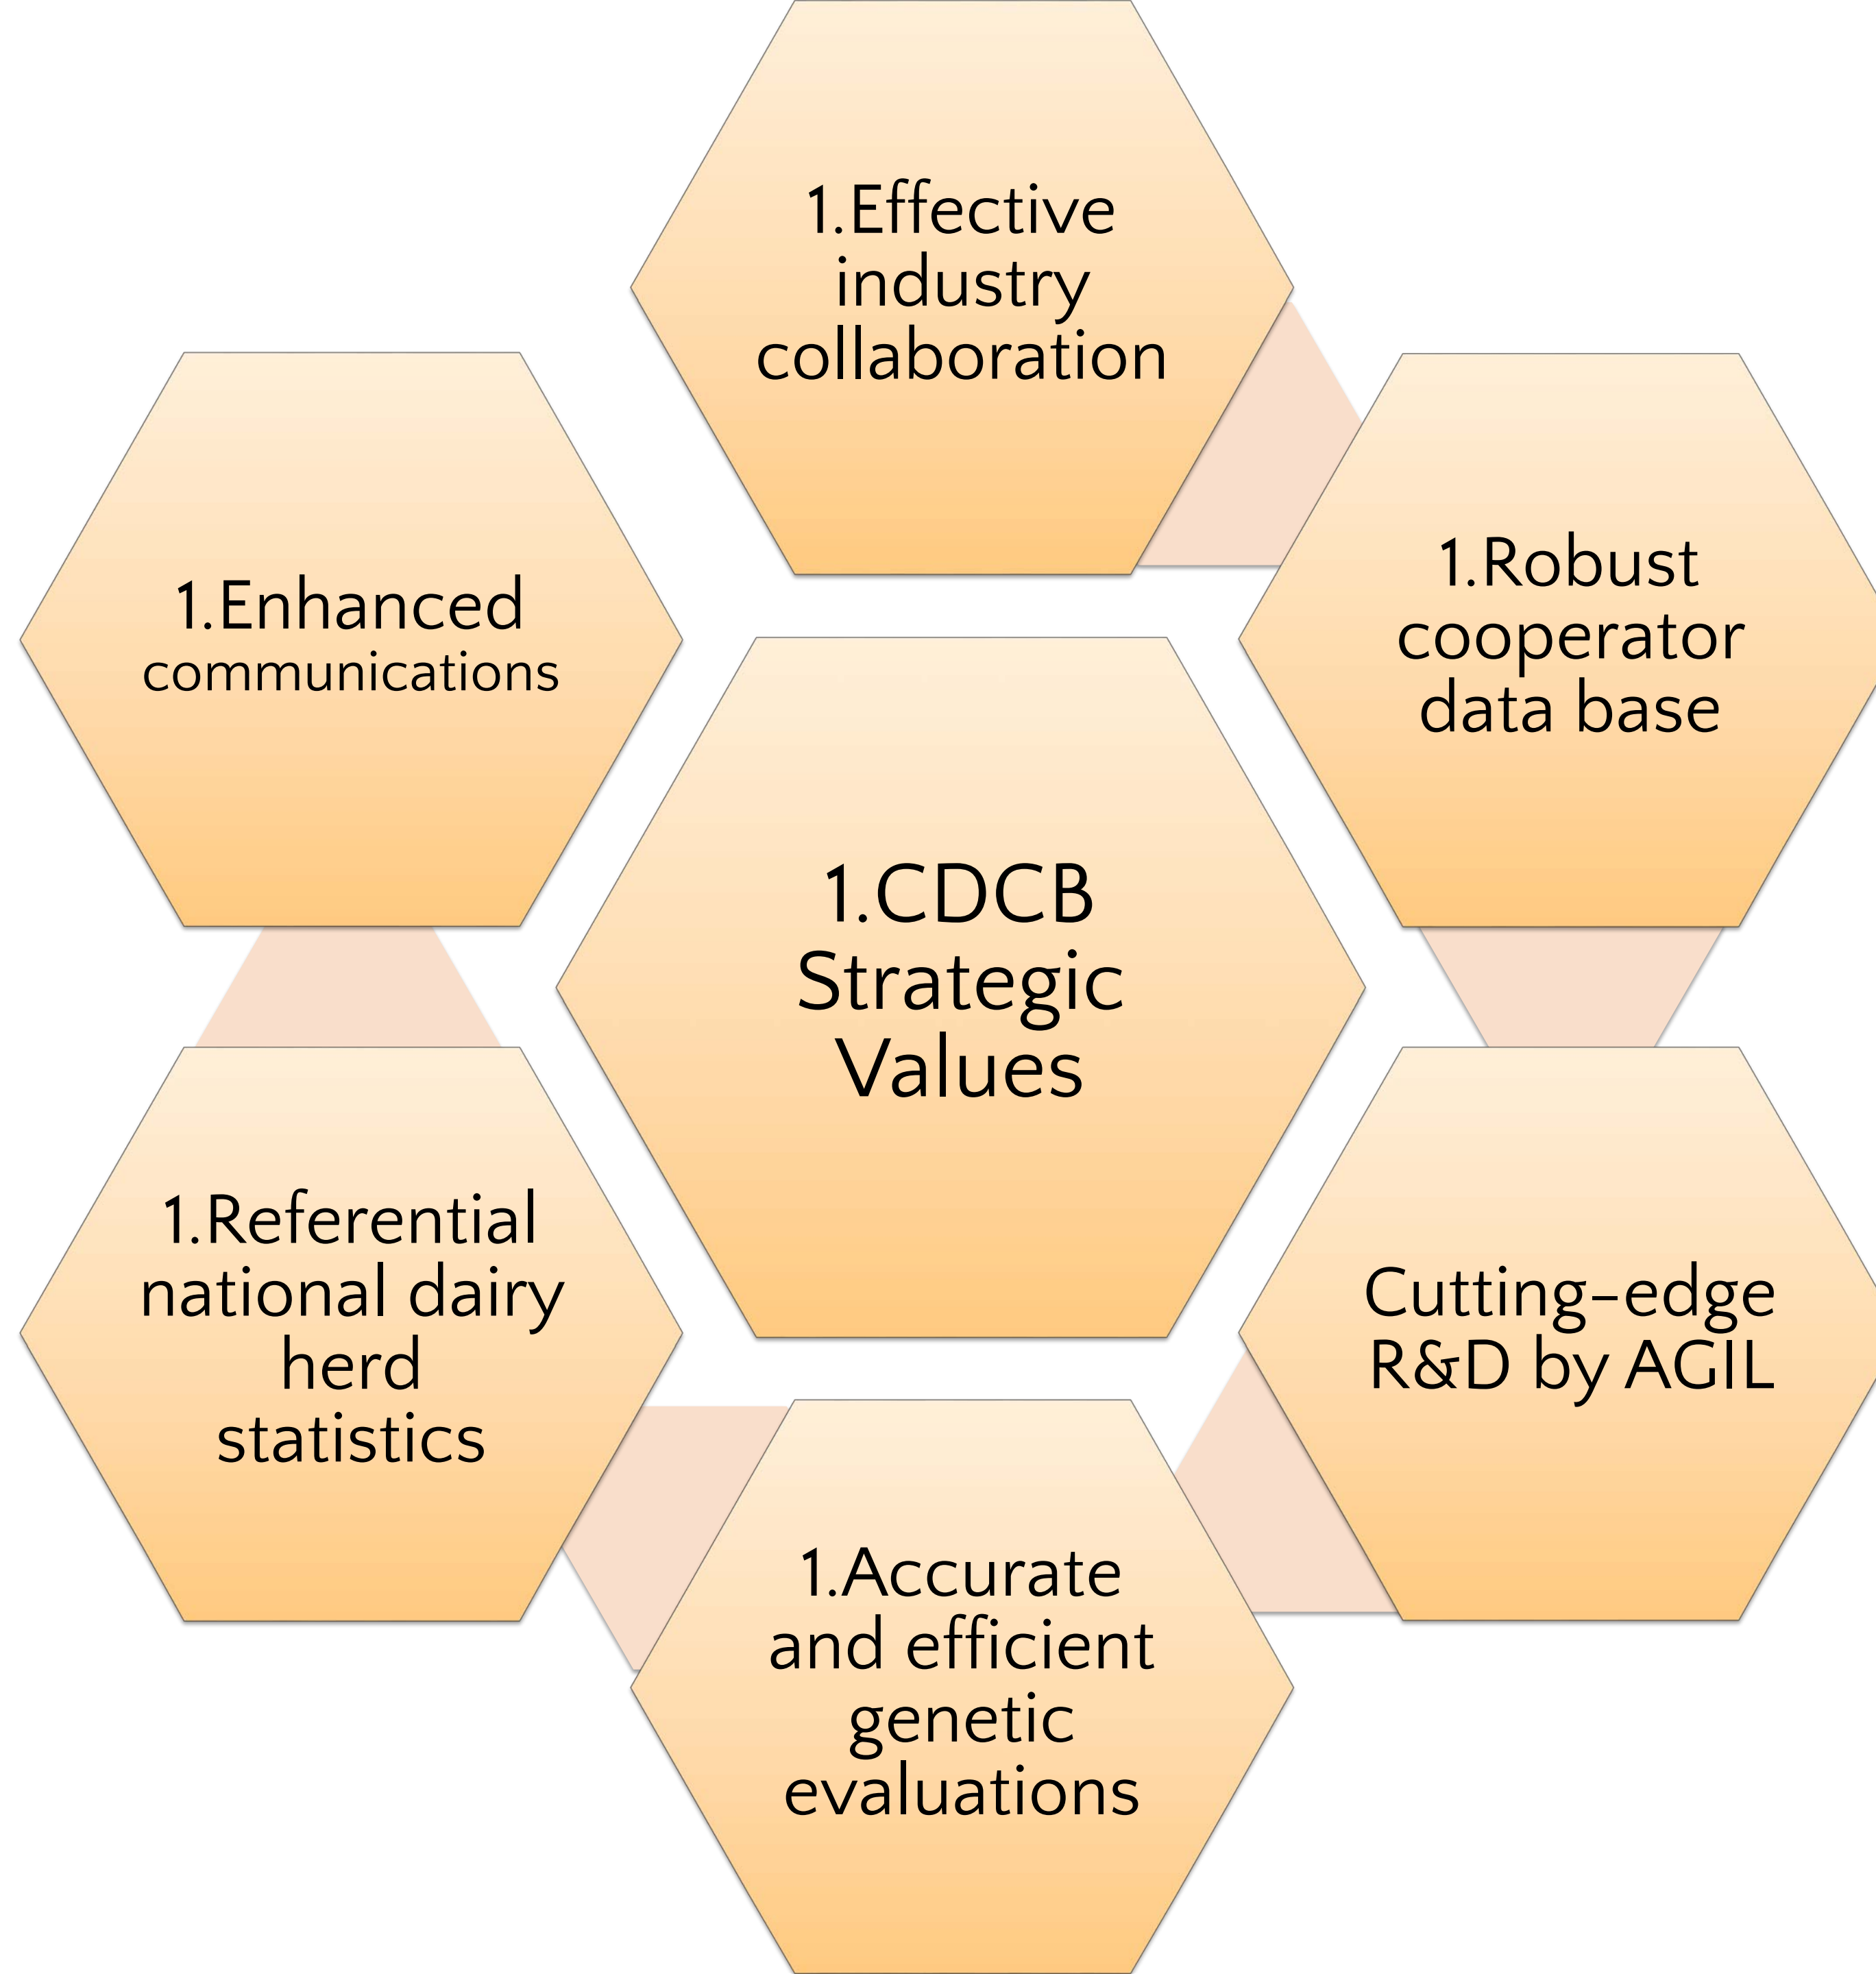 1.Effective
industry
collaboration
1.Enhanced
communications
1.Robust
cooperator
data base
1.CDCB
Strategic
Values
1.Referential
national dairy
herd
statistics
Cutting-edge
R&D by AGIL
1.Accurate
and efficient
genetic
evaluations